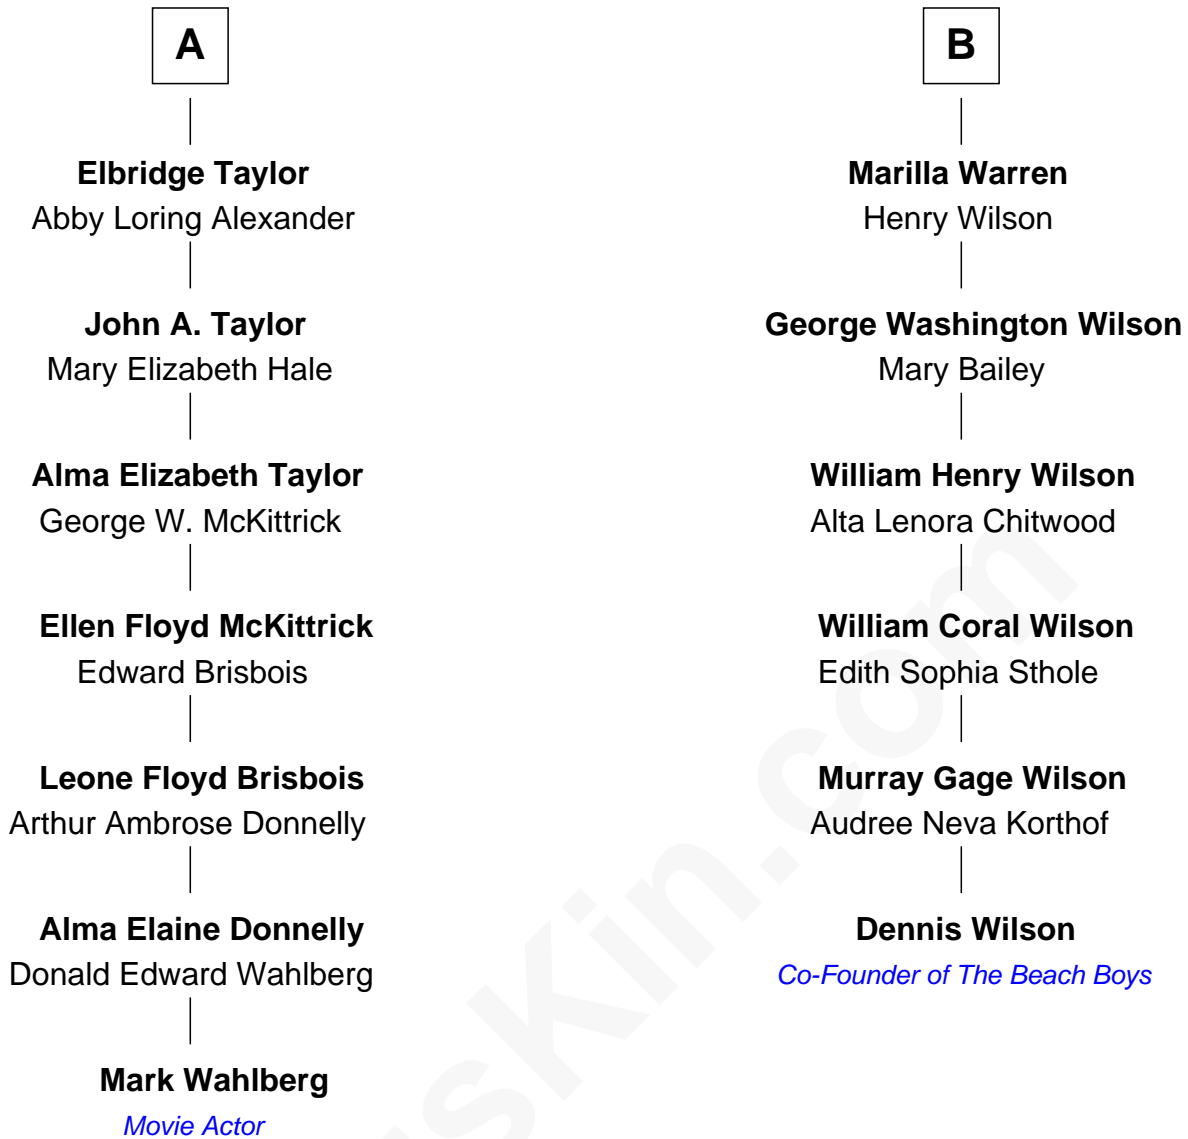 A
Elbridge Taylor
Abby Loring Alexander
John A. Taylor
Mary Elizabeth Hale
Alma Elizabeth Taylor
George W. McKittrick
Ellen Floyd McKittrick
Edward Brisbois
Leone Floyd Brisbois
Arthur Ambrose Donnelly
Alma Elaine Donnelly
Donald Edward Wahlberg
Mark Wahlberg
Movie Actor
B
Marilla Warren
Henry Wilson
George Washington Wilson
Mary Bailey
William Henry Wilson
Alta Lenora Chitwood
William Coral Wilson
Edith Sophia Sthole
Murray Gage Wilson
Audree Neva Korthof
Dennis Wilson
Co-Founder of The Beach Boys